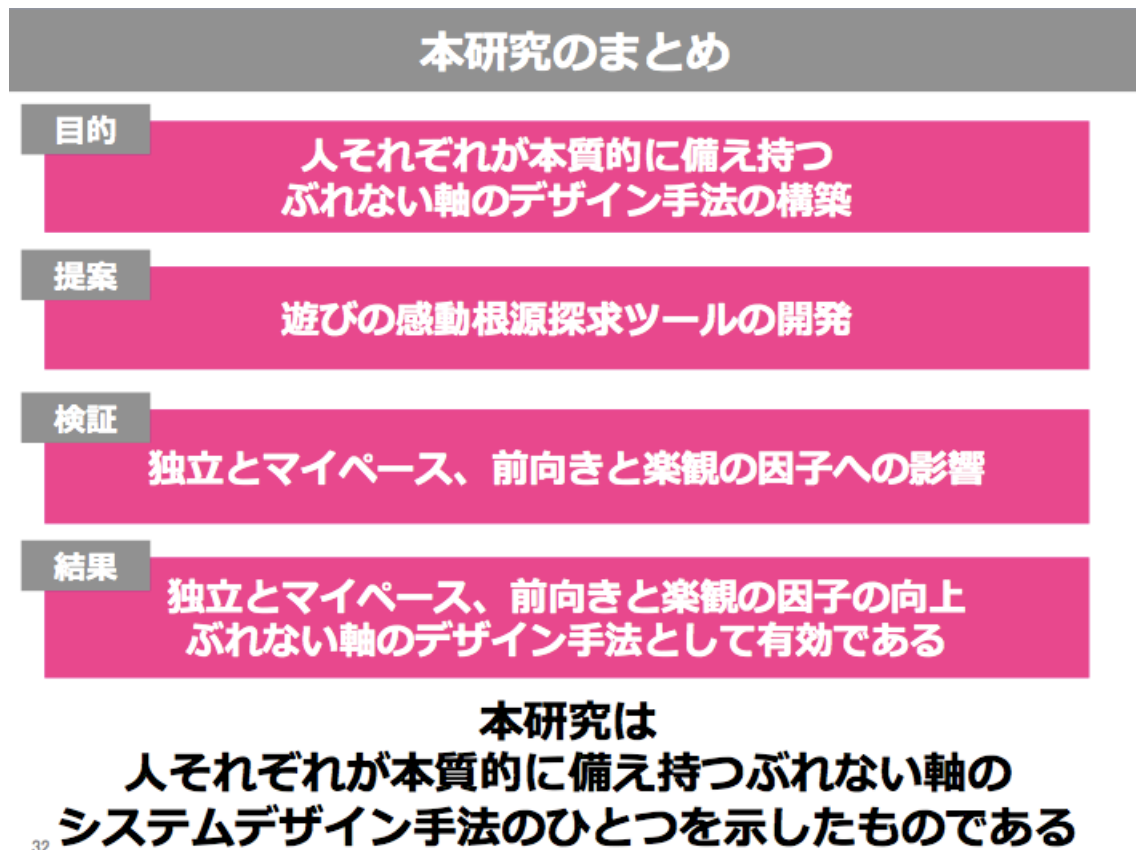 本研究のまとめ
目的
人それぞれが本質的に備え持つ
ぶれない軸のデザイン手法の構築
提案
遊びの感動根源探求ツールの開発
検証
独立とマイペース、前向きと楽観の因子への影響
結果
独立とマイペース、前向きと楽観の因子の向上
ぶれない軸のデザイン手法として有効である
本研究は
人それぞれが本質的に備え持つぶれない軸の
システムデザイン手法のひとつを示したものである
32